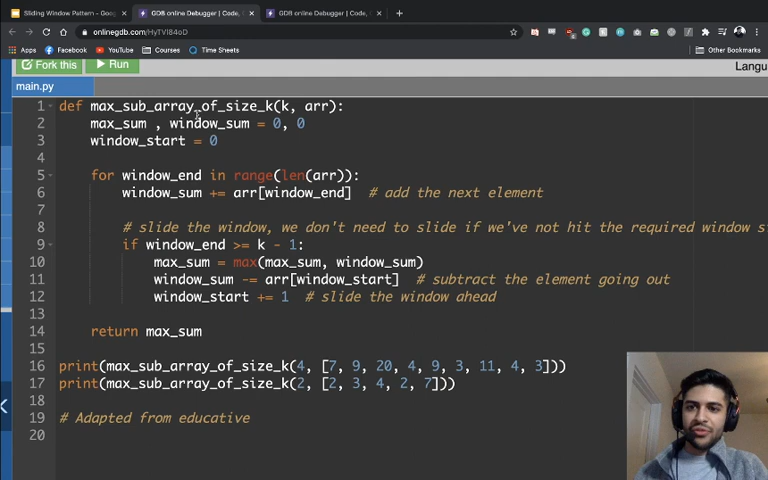 Sliding Window Pattern - Goo
GDB online Debugger | Code,
GDB online Debugger | Code,
onlinegdb.com/HyTVI84oD
Apps
Facebook
YouTube
Courses
Time Sheets
Other Bookmarks
Fork this
Run
Langu
main.py
1 def max_sub_array_of_size_k(k, arr):
2 max_sum , window_sum = 0, 0
3 window_start = 0
4
5 for window_end in range(len(arr)):
6 window_sum += arr[window_end] # add the next element
7
8 # slide the window, we don't need to slide if we've not hit the required window si
9 if window_end >= k - 1:
10 max_sum = max(max_sum, window_sum)
11 window_sum -= arr[window_start] # subtract the element going out
12 window_start += 1 # slide the window ahead
13
14 return max_sum
15
16 print(max_sub_array_of_size_k(4, [7, 9, 20, 4, 9, 3, 11, 4, 3]))
17 print(max_sub_array_of_size_k(2, [2, 3, 4, 2, 7]))
18
19 # Adapted from educative
20